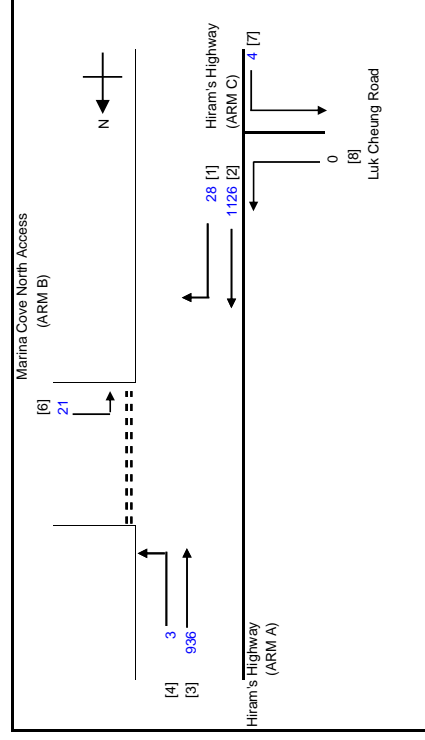 Marina Cove North Access
(ARM B)
N
[6]
21
Hiram's Highway
(ARM C)
4 [7]
28 [1]
1126 [2]
0
[8]
Luk Cheung Road
3
[4]
936
[3]
Hiram's Highway
(ARM A)